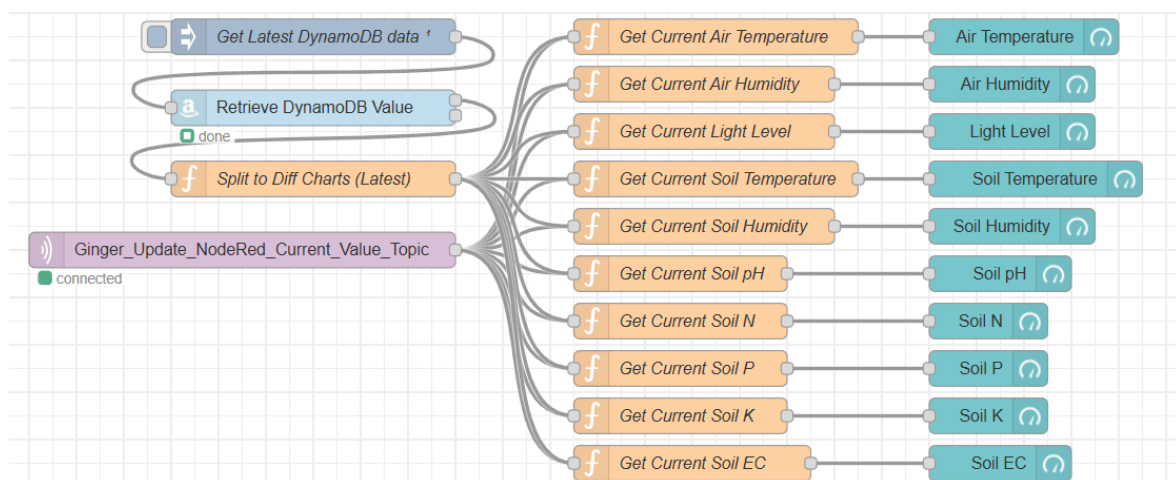 Get Latest DynamoDB data ¹
a
Retrieve DynamoDB Value
done
Split to Diff Charts (Latest)
Ginger_Update_NodeRed_Current_Value_Topic
connected
Get Current Air Temperature
Air Temperature
Get Current Air Humidity
Air Humidity
Get Current Light Level
Light Level
Get Current Soil Temperature
Soil Temperature
Get Current Soil Humidity
Soil Humidity
Get Current Soil pH
Soil pH
Get Current Soil N
Soil N
Get Current Soil P
Soil P
Get Current Soil K
Soil K
Get Current Soil EC
Soil EC